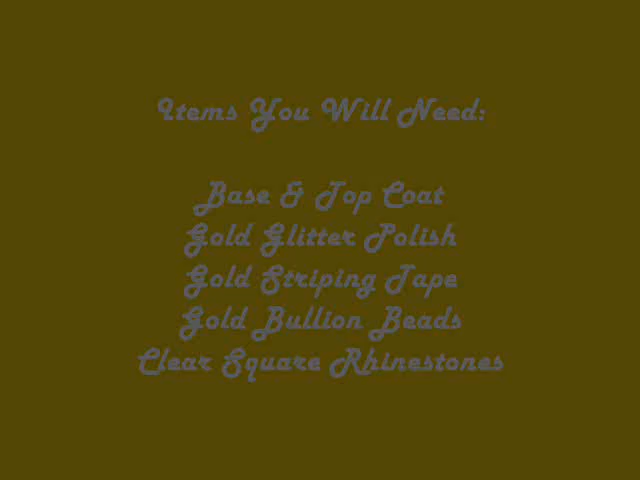 Items You Will Need:
Base & Top Coat
Gold Glitter Polish
Gold Striping Tape
Gold Bullion Beads
Clear Square Rhinestones